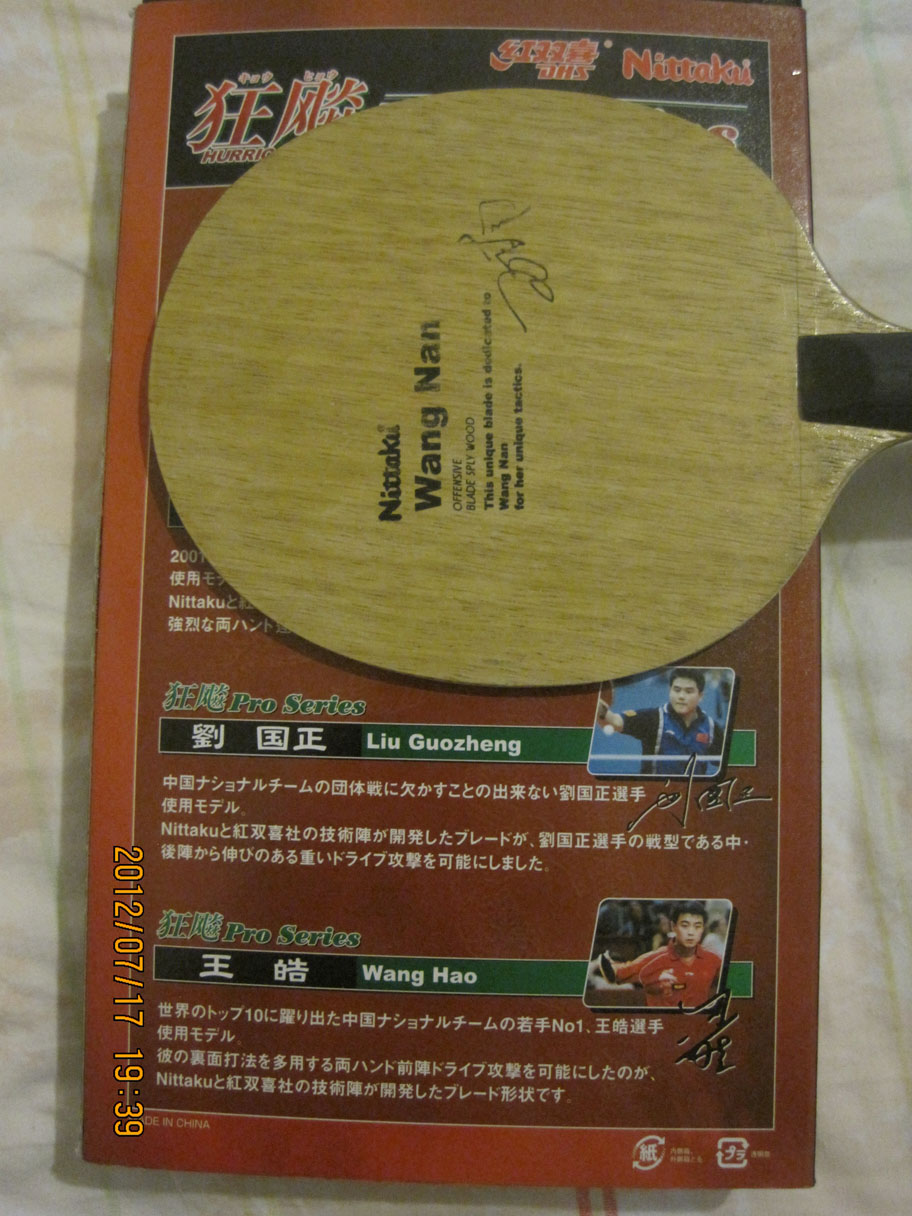 紅双喜
DHS
Nittaku
キョウ ヒョウ
狂飈
Nittaku
Wang Nan
OFFENSIVE
BLADE 5PLY WOOD
This unique blade is dedicated to
Wang Nan
for her unique tactics.
2001
使用モデ
Nittakuと紅
強烈な両ハンド
狂飈 Pro Series
劉 国正 Liu Guozheng
中国ナショナルチームの団体戦に欠かすことの出来ない劉国正選手
使用モデル。
Nittakuと紅双喜社の技術陣が開発したブレードが、劉国正選手の戦型である中・
後陣から伸びのある重いドライブ攻撃を可能にしました。
狂飈 Pro Series
王 皓 Wang Hao
世界のトップ10に躍り出た中国ナショナルチームの若手No1、王皓選手
使用モデル。
彼の裏面打法を多用する両ハンド前陣ドライブ攻撃を可能にしたのが、
Nittakuと紅双喜社の技術陣が開発したブレード形状です。
MADE IN CHINA
紙
プラ
2012/07/17 19:39